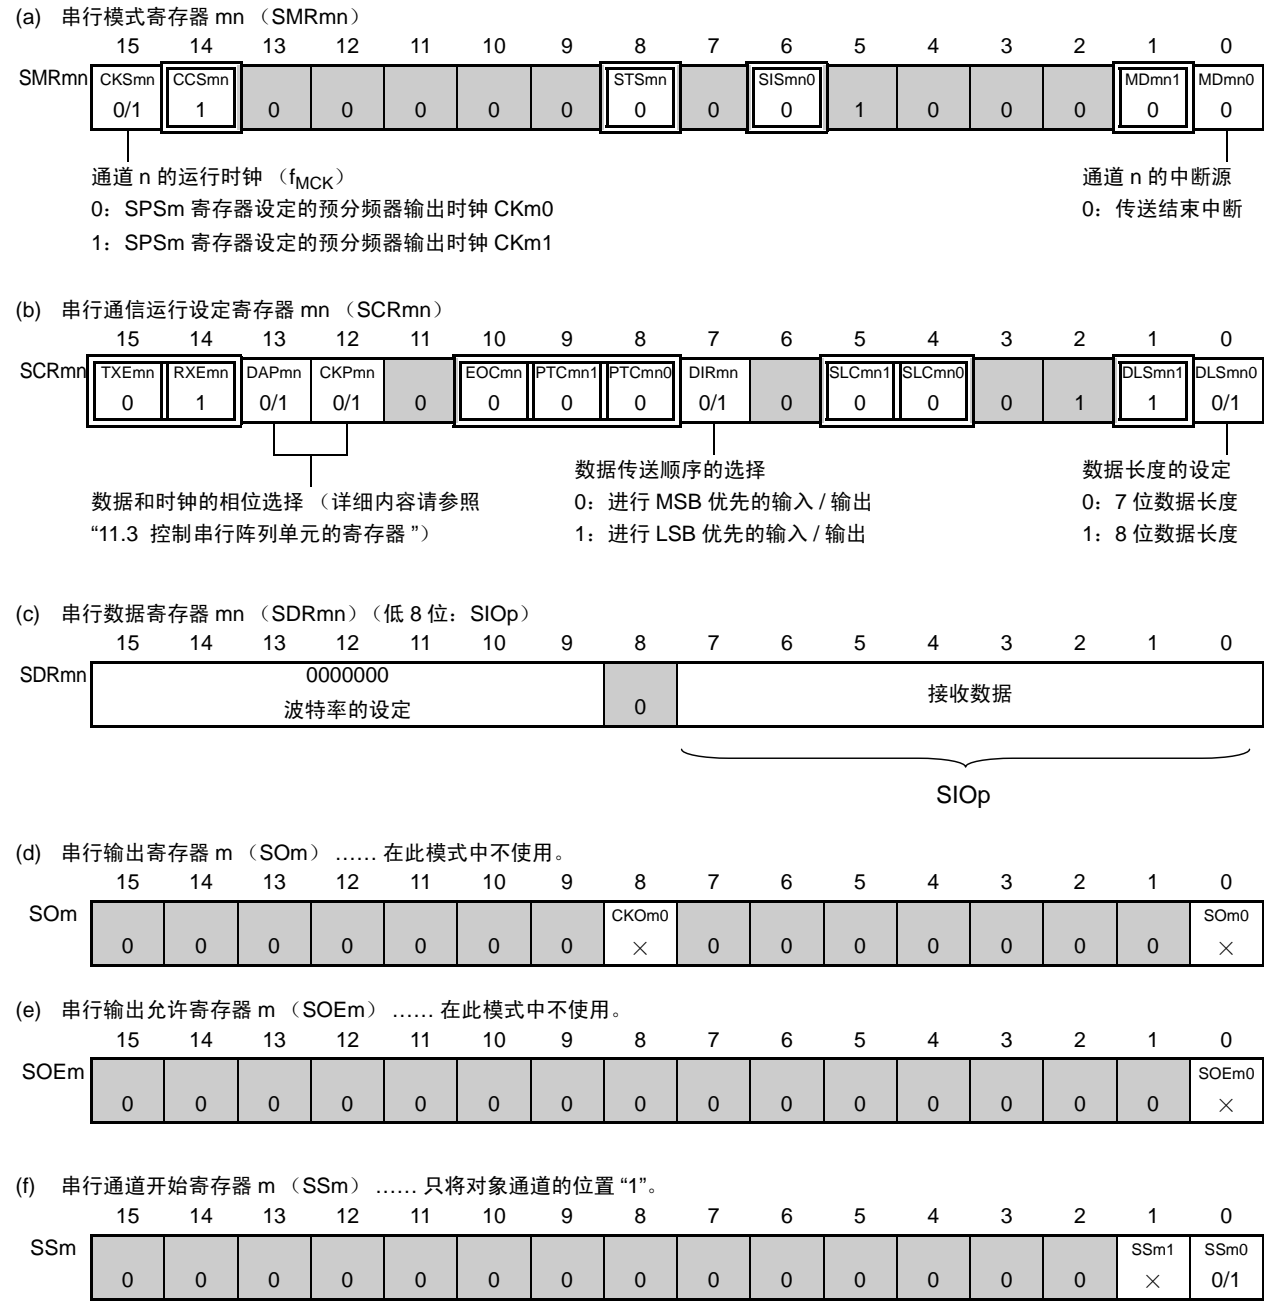 (a) 串行模式寄存器 mn （SMRmn）
15 14 13 12 11 10 9 8 7 6 5 4 3 2 1 0
SMRmn CKSmn CCSmn STSmn SISmn0 MDmn1 MDmn0
0/1 1 0 0 0 0 0 0 0 0 1 0 0 0 0 0
通道 n 的运行时钟 （fMCK） 通道 n 的中断源
0：SPSm 寄存器设定的预分频器输出时钟 CKm0 0：传送结束中断
1：SPSm 寄存器设定的预分频器输出时钟 CKm1
(b) 串行通信运行设定寄存器 mn （SCRmn）
15 14 13 12 11 10 9 8 7 6 5 4 3 2 1 0
SCRmn TXEmn RXEmn DAPmn CKPmn EOCmn PTCmn1 PTCmn0 DIRmn SLCmn1 SLCmn0 DLSmn1 DLSmn0
0 1 0/1 0/1 0 0 0 0 0/1 0 0 0 0 1 1 0/1
数据传送顺序的选择 数据长度的设定
数据和时钟的相位选择 （详细内容请参照 0：进行 MSB 优先的输入 / 输出 0：7 位数据长度
“11.3 控制串行阵列单元的寄存器 ”） 1：进行 LSB 优先的输入 / 输出 1：8 位数据长度
(c) 串行数据寄存器 mn （SDRmn）（低 8 位：SIOp）
15 14 13 12 11 10 9 8 7 6 5 4 3 2 1 0
SDRmn 0000000
波特率的设定 0 接收数据
SIOp
(d) 串行输出寄存器 m （SOm） …… 在此模式中不使用。
15 14 13 12 11 10 9 8 7 6 5 4 3 2 1 0
SOm CKOm0 SOm0
0 0 0 0 0 0 0 × 0 0 0 0 0 0 0 ×
(e) 串行输出允许寄存器 m （SOEm） …… 在此模式中不使用。
15 14 13 12 11 10 9 8 7 6 5 4 3 2 1 0
SOEm SOEm0
0 0 0 0 0 0 0 0 0 0 0 0 0 0 0 ×
(f) 串行通道开始寄存器 m （SSm） …… 只将对象通道的位置 “1”。
15 14 13 12 11 10 9 8 7 6 5 4 3 2 1 0
SSm SSm1 SSm0
0 0 0 0 0 0 0 0 0 0 0 0 0 0 × 0/1